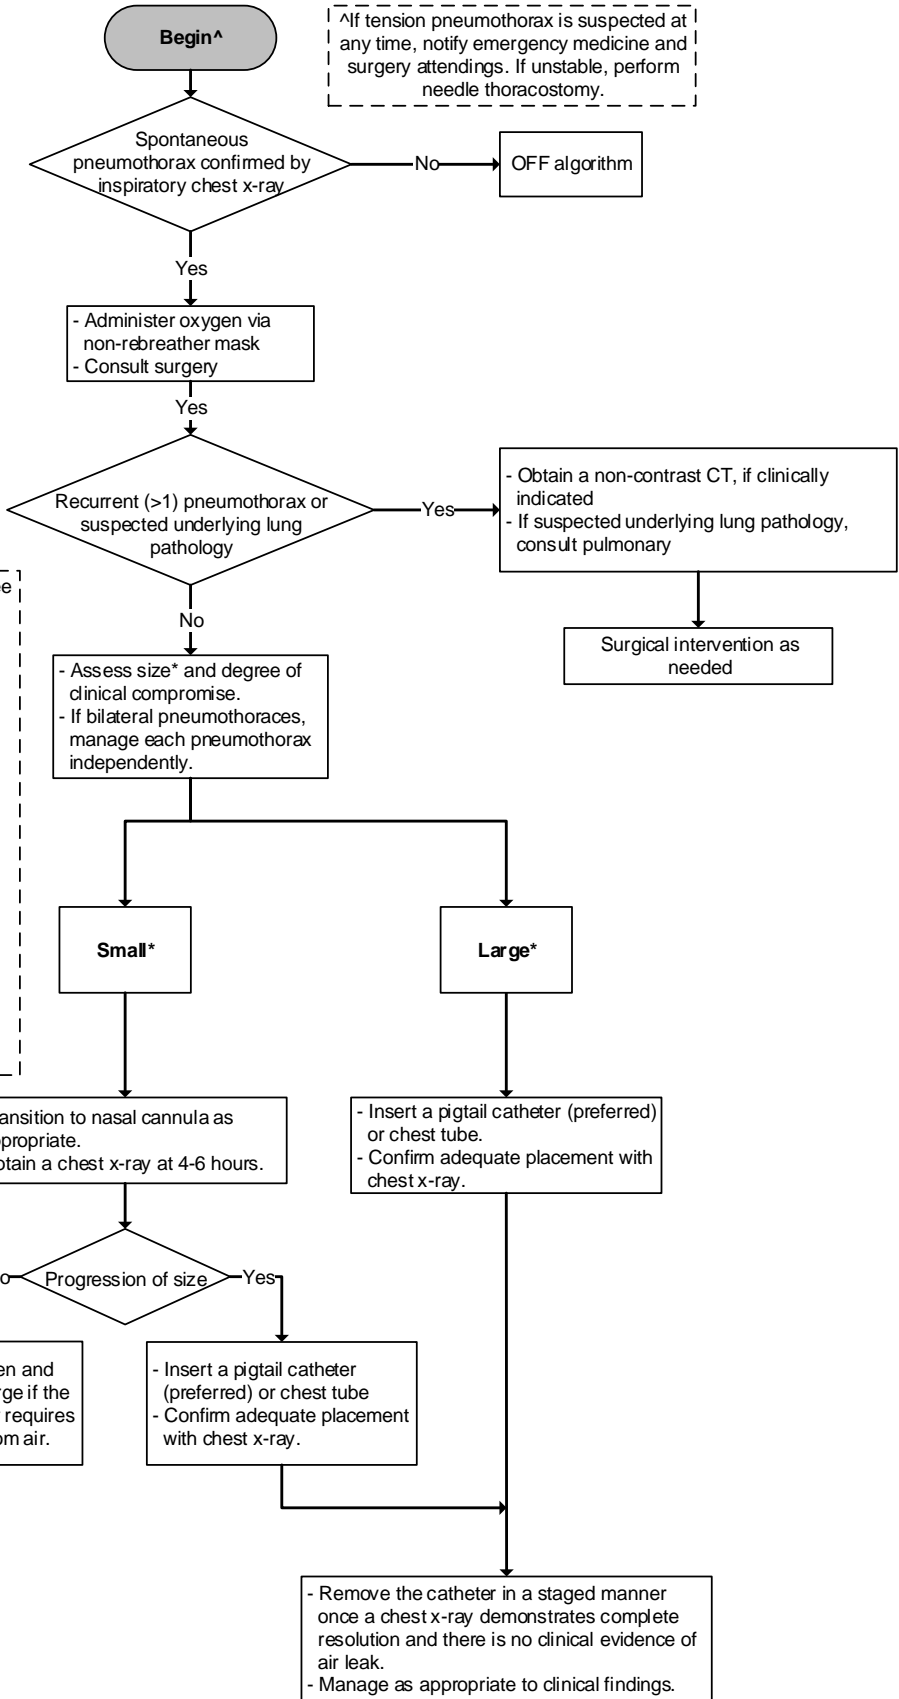 Begin^
^If tension pneumothorax is suspected at
any time, notify emergency medicine and
surgery attendings. If unstable, perform
needle thoracostomy.
Spontaneous
pneumothorax confirmed by
inspiratory chest x-ray
No
OFF algorithm
Yes
- Administer oxygen via
non-rebreather mask
- Consult surgery
Yes
Recurrent (>1) pneumothorax or
suspected underlying lung
pathology
Yes
- Obtain a non-contrast CT, if clinically
indicated
- If suspected underlying lung pathology,
consult pulmonary
No
Surgical intervention as
needed
- Assess size* and degree of
clinical compromise.
- If bilateral pneumothoraces,
manage each pneumothorax
independently.
Small*
Large*
ansition to nasal cannula as
propriate.
tain a chest x-ray at 4-6 hours.
- Insert a pigtail catheter (preferred)
or chest tube.
- Confirm adequate placement with
chest x-ray.
Progression of size
Yes
en and
rge if the
requires
om air.
- Insert a pigtail catheter
(preferred) or chest tube
- Confirm adequate placement
with chest x-ray.
- Remove the catheter in a staged manner
once a chest x-ray demonstrates complete
resolution and there is no clinical evidence of
air leak.
- Manage as appropriate to clinical findings.